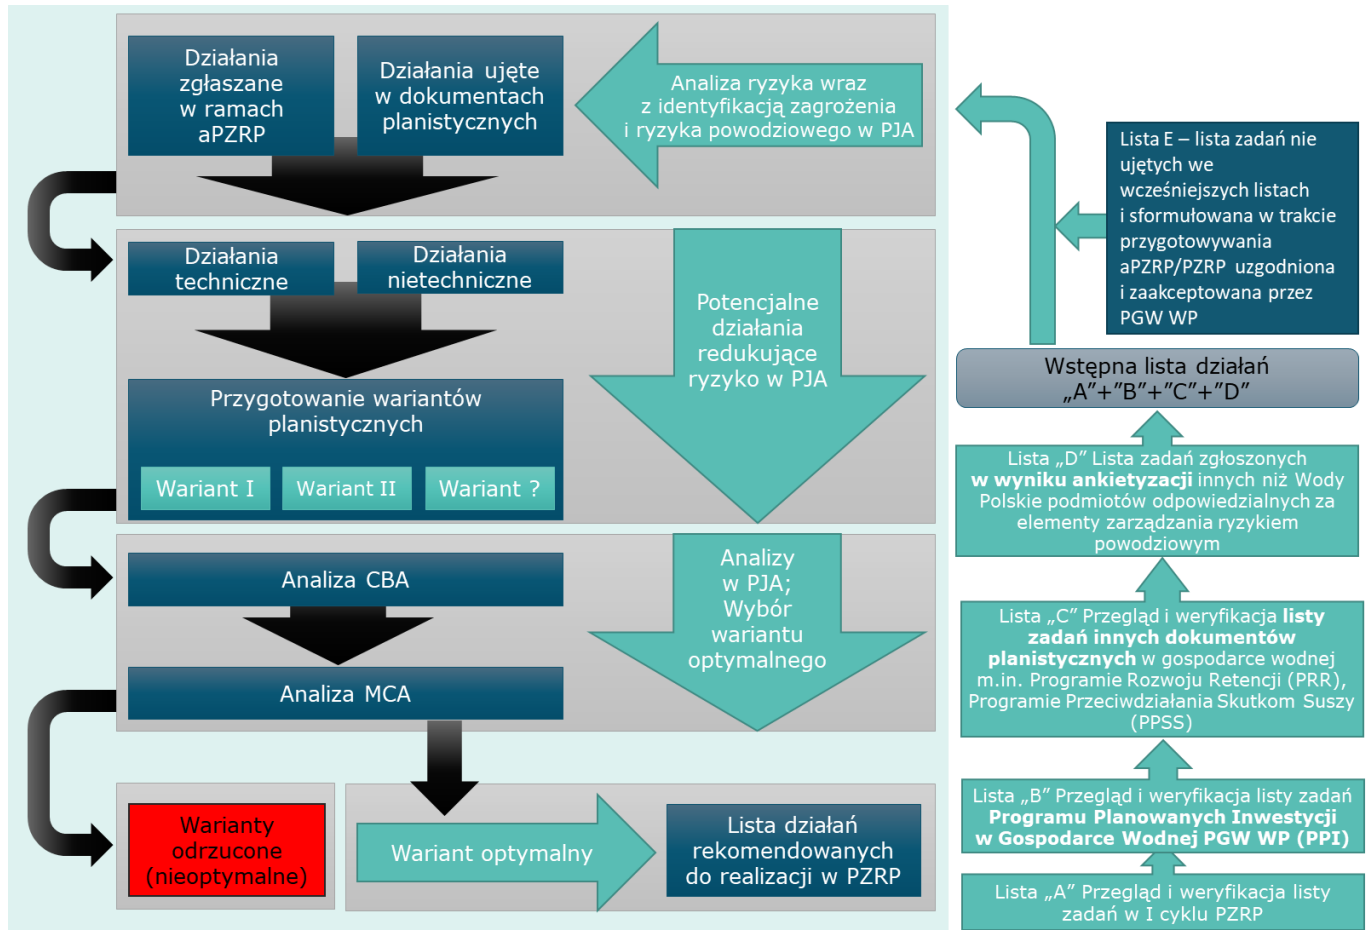 Działania
zgłaszane
w ramach
aPZRP
Działania ujęte
w dokumentach
planistycznych
Analiza ryzyka wraz
z identyfikacją zagrożenia
i ryzyka powodziowego w PJA
Działania
techniczne
Działania
nietechniczne
Potencjalne
działania
redukujące
ryzyko w PJA
Przygotowanie wariantów
planistycznych
Wariant I
Wariant II
Wariant ?
Analiza CBA
Analiza MCA
Analizy
w PJA;
Wybór
wariantu
optymalnego
Warianty
odrzucone
(nieoptymalne)
Wariant optymalny
Lista działań
rekomendowanych
do realizacji w PZRP
Lista E – lista zadań nie
ujętych we
wcześniejszych listach
i sformułowana w trakcie
przygotowywania
aPZRP/PZRP uzgodniona
i zaakceptowana przez
PGW WP
Wstępna lista działań
„A”+”B”+”C”+”D”
Lista „D” Lista zadań zgłoszonych
w wyniku ankietyzacji innych niż Wody
Polskie podmiotów odpowiedzialnych za
elementy zarządzania ryzykiem
powodziowym
Lista „C” Przegląd i weryfikacja listy
zadań innych dokumentów
planistycznych w gospodarce wodnej
m.in. Programie Rozwoju Retencji (PRR),
Programie Przeciwdziałania Skutkom Suszy
(PPSS)
Lista „B” Przegląd i weryfikacja listy zadań
Programu Planowanych Inwestycji
w Gospodarce Wodnej PGW WP (PPI)
Lista „A” Przegląd i weryfikacja listy
zadań w I cyklu PZRP